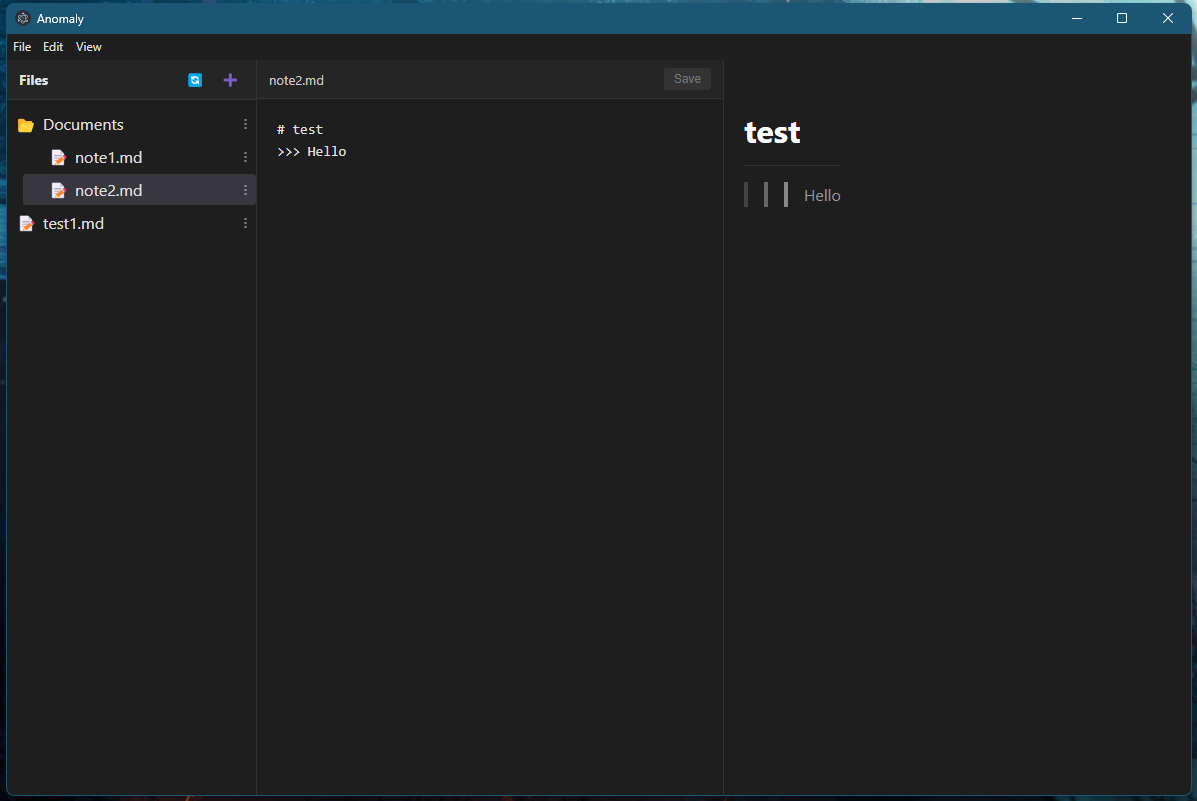 Anomaly
File Edit View
Files
note2.md
Save
Documents
note1.md
note2.md
test1.md
# test
>>> Hello
test
Hello